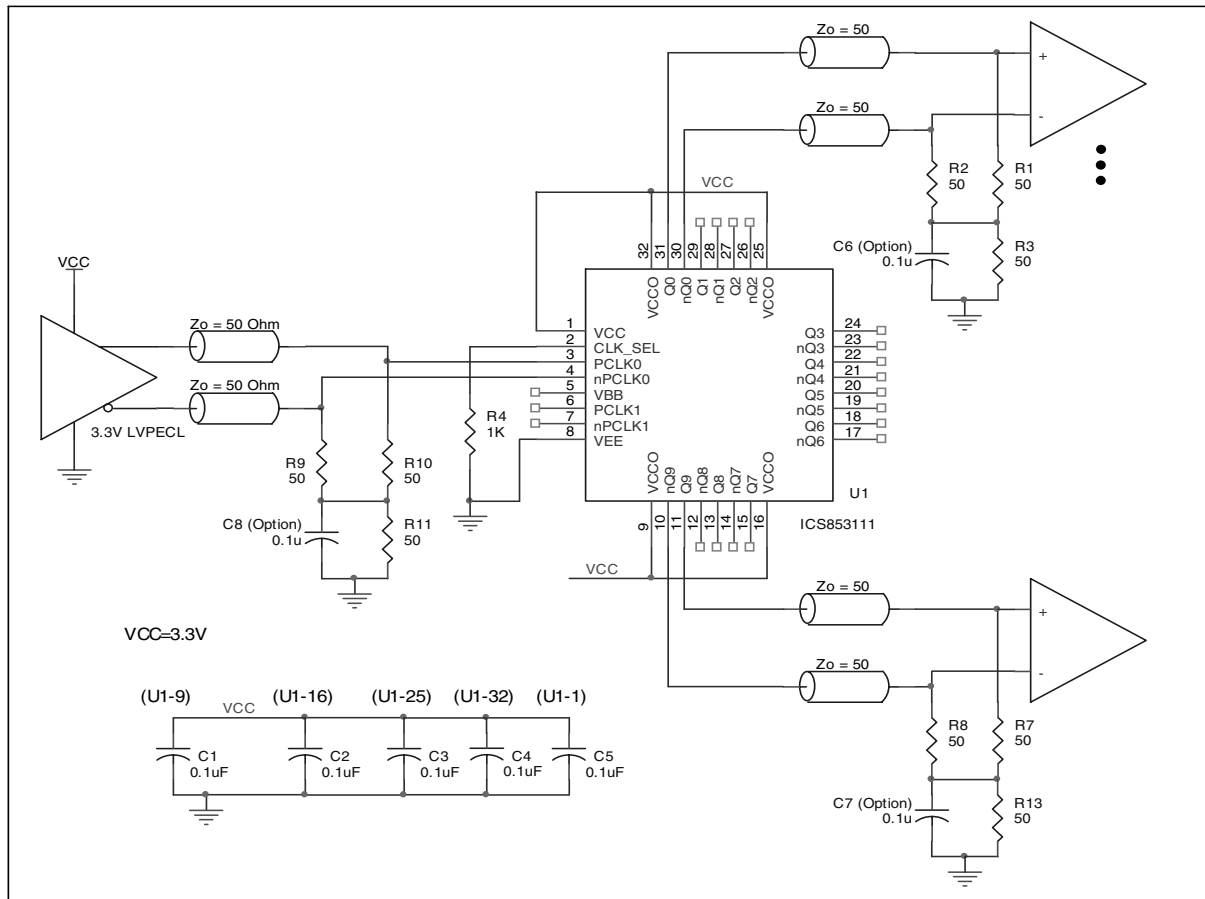 Zo = 50
+
Zo = 50
-
R2
50
R1
50
VCC
C6 (Option)
0.1u
R3
50
VCC
32
31
30
29
28
27
26
25
VCCO
Q0
nQ0
Q1
nQ1
Q2
nQ2
VCCO
Zo = 50 Ohm
Zo = 50 Ohm
3.3V LVPECL
1
2
3
4
5
6
7
8
VCC
CLK_SEL
PCLK0
nPCLK0
VBB
PCLK1
nPCLK1
VEE
Q3
nQ3
Q4
nQ4
Q5
nQ5
Q6
nQ6
24
23
22
21
20
19
18
17
R4
1K
R9
50
R10
50
C8 (Option)
0.1u
R11
50
VCCO
nQ9
Q9
nQ8
Q8
nQ7
Q7
VCCO
9
10
11
12
13
14
15
16
U1
ICS853111
VCC
Zo = 50
+
Zo = 50
-
R8
50
R7
50
C7 (Option)
0.1u
R13
50
VCC=3.3V
(U1-9)
(U1-16)
(U1-25)
(U1-32)
(U1-1)
VCC
C1
0.1uF
C2
0.1uF
C3
0.1uF
C4
0.1uF
C5
0.1uF